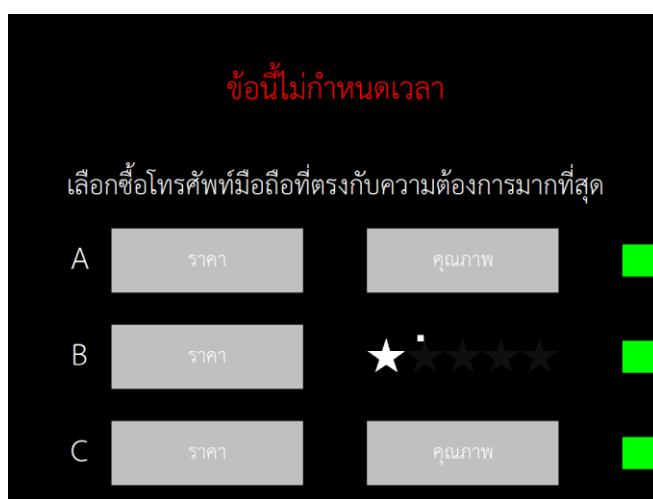 ข้อนี้ไม่กำหนดเวลา
เลือกซื้อโทรศัพท์มือถือที่ตรงกับความต้องการมากที่สุด
A ราคา คุณภาพ
B ราคา
C ราคา คุณภาพ